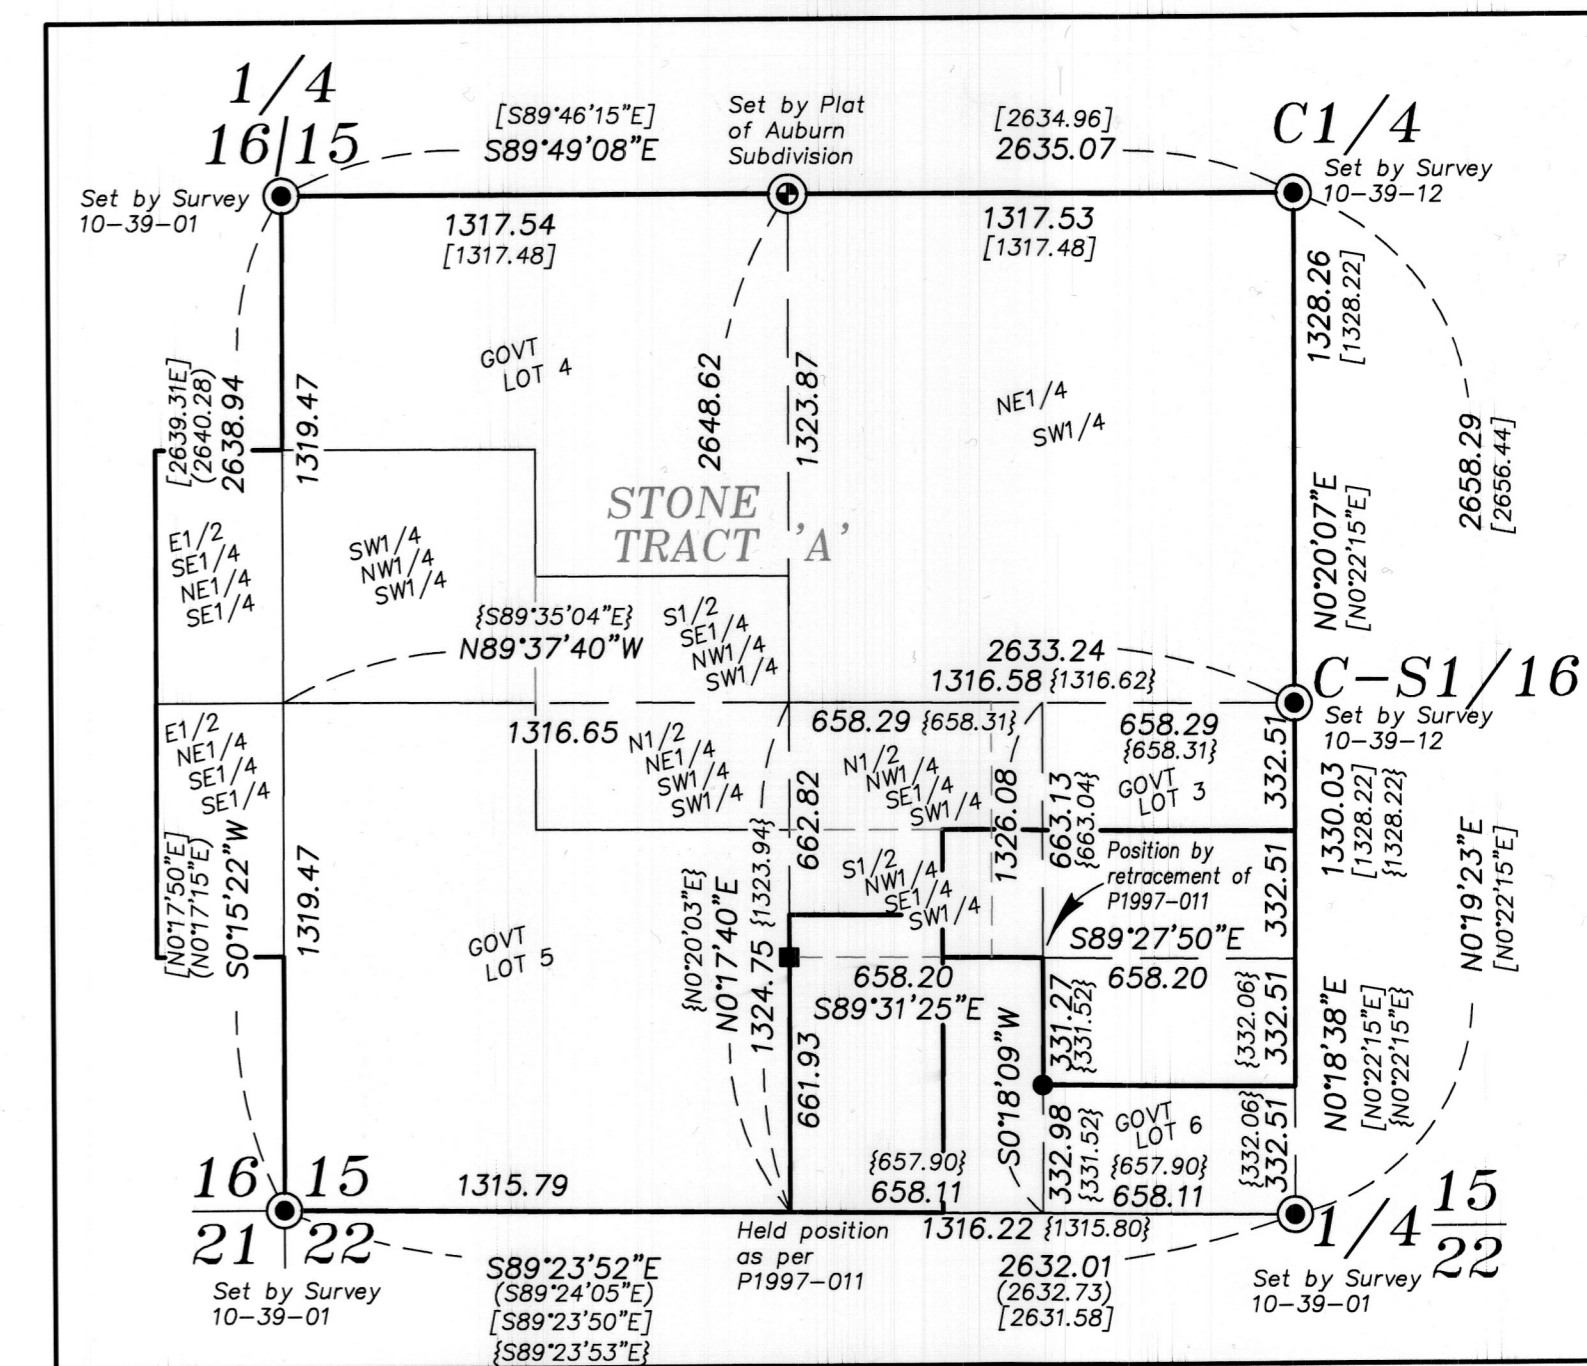 1/4
16|15
Set by Survey
10-39-01
[S89°46'15"E]
S89°49'08"E
Set by Plat
of Auburn
Subdivision
[2634.96]
2635.07
C1/4
Set by Survey
10-39-12
1317.54
[1317.48]
1317.53
[1317.48]
1328.26
[1328.22]
GOVT
LOT 4
[2639.31E]
(2640.28)
2638.94
1319.47
2648.62
1323.87
NE1/4
SW1/4
2658.29
[2656.44]
STONE
TRACT 'A'
N0°20'07"E
[N0°22'15"E]
E1/2
SE1/4
NE1/4
SE1/4
SW1/4
NW1/4
SW1/4
{S89°35'04"E}
N89°37'40"W
S1/2
SE1/4
NW1/4
SW1/4
2633.24
1316.58 {1316.62}
C-S1/16
Set by Survey
10-39-12
1316.65
658.29 {658.31}
658.29
{658.31}
E1/2
NE1/4
SE1/4
SE1/4
N1/2
NE1/4
SW1/4
SW1/4
N1/2
NW1/4
SE1/4
SW1/4
GOVT
LOT 3
332.51
662.82
1326.08
663.13
{663.04}
1330.03
[1328.22]
{1328.22}
[N0°17'50"E]
(N0°17'15"E)
S0°15'22"W
1319.47
S1/2
NW1/4
SE1/4
SW1/4
Position by
retracement of
P1997-011
332.51
N0°19'23"E
[N0°22'15"E]
GOVT
LOT 5
{N0°20'03"E}
N0°17'40"E
1324.75 {1323.94}
S89°27'50"E
658.20
658.20
S89°31'25"E
661.93
S0°18'09"W
331.27
{331.52}
{332.06}
332.51
N0°18'38"E
[N0°22'15"E]
{N0°22'15"E}
332.98
{331.52}
GOVT
LOT 6
{332.06}
332.51
16 15
21 22
1315.79
{657.90}
658.11
{657.90}
658.11
1316.22 {1315.80}
1/4 15
22
Set by Survey
10-39-01
S89°23'52"E
(S89°24'05"E)
[S89°23'50"E]
{S89°23'53"E}
Held position
as per
P1997-011
2632.01
(2632.73)
[2631.58]
Set by Survey
10-39-01